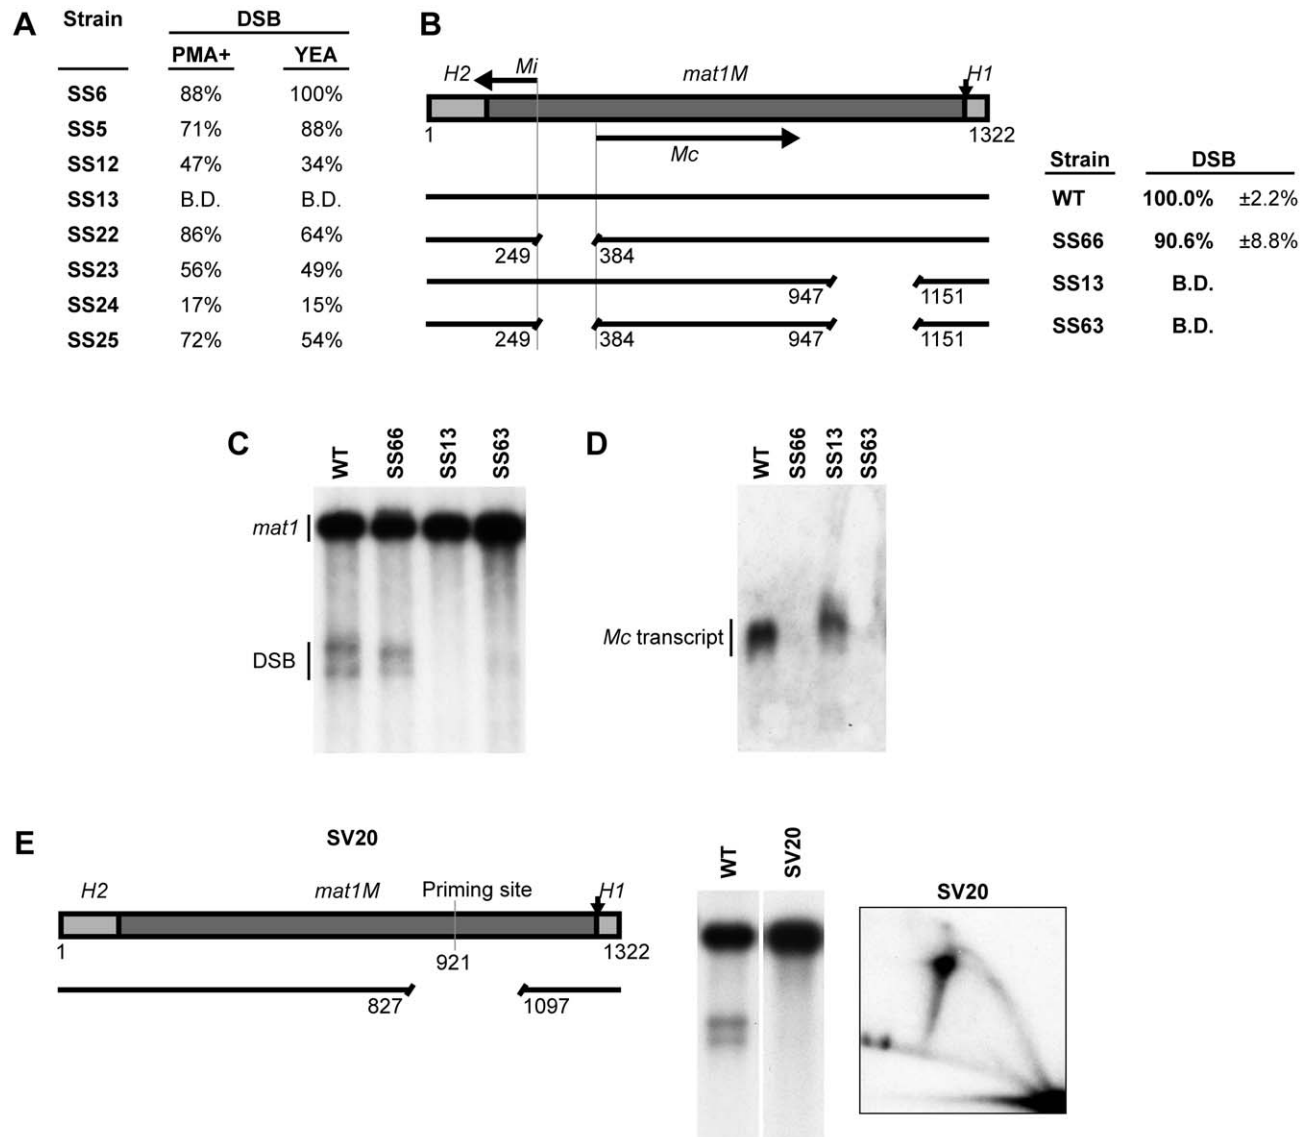 A
Strain DSB
PMA+ YEA
SS6 88% 100%
SS5 71% 88%
SS12 47% 34%
SS13 B.D. B.D.
SS22 86% 64%
SS23 56% 49%
SS24 17% 15%
SS25 72% 54%
B
H2 Mi mat1M H1
1 1322
Mc
249 384
947 1151
249 384 947 1151
Strain DSB
WT 100.0% ±2.2%
SS66 90.6% ±8.8%
SS13 B.D.
SS63 B.D.
C
WT SS66 SS13 SS63
mat1
DSB
D
WT SS66 SS13 SS63
Mc transcript
E
SV20
H2 mat1M Priming site H1
1 921 1322
827 1097
WT SV20
SV20